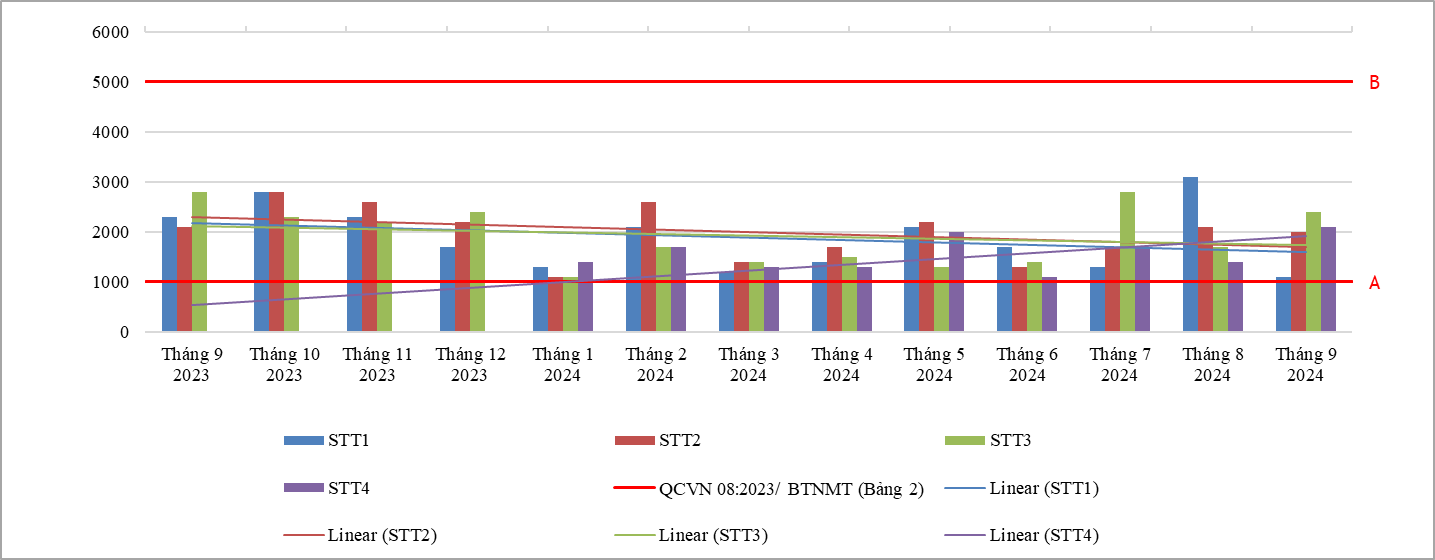 6000
5000
B
4000
3000
2000
1000
A
0
Tháng 9
2023
Tháng 10
2023
Tháng 11
2023
Tháng 12
2023
Tháng 1
2024
Tháng 2
2024
Tháng 3
2024
Tháng 4
2024
Tháng 5
2024
Tháng 6
2024
Tháng 7
2024
Tháng 8
2024
Tháng 9
2024
STT1
STT2
STT3
STT4
QCVN 08:2023/ BTNMT (Bảng 2)
Linear (STT1)
Linear (STT2)
Linear (STT3)
Linear (STT4)